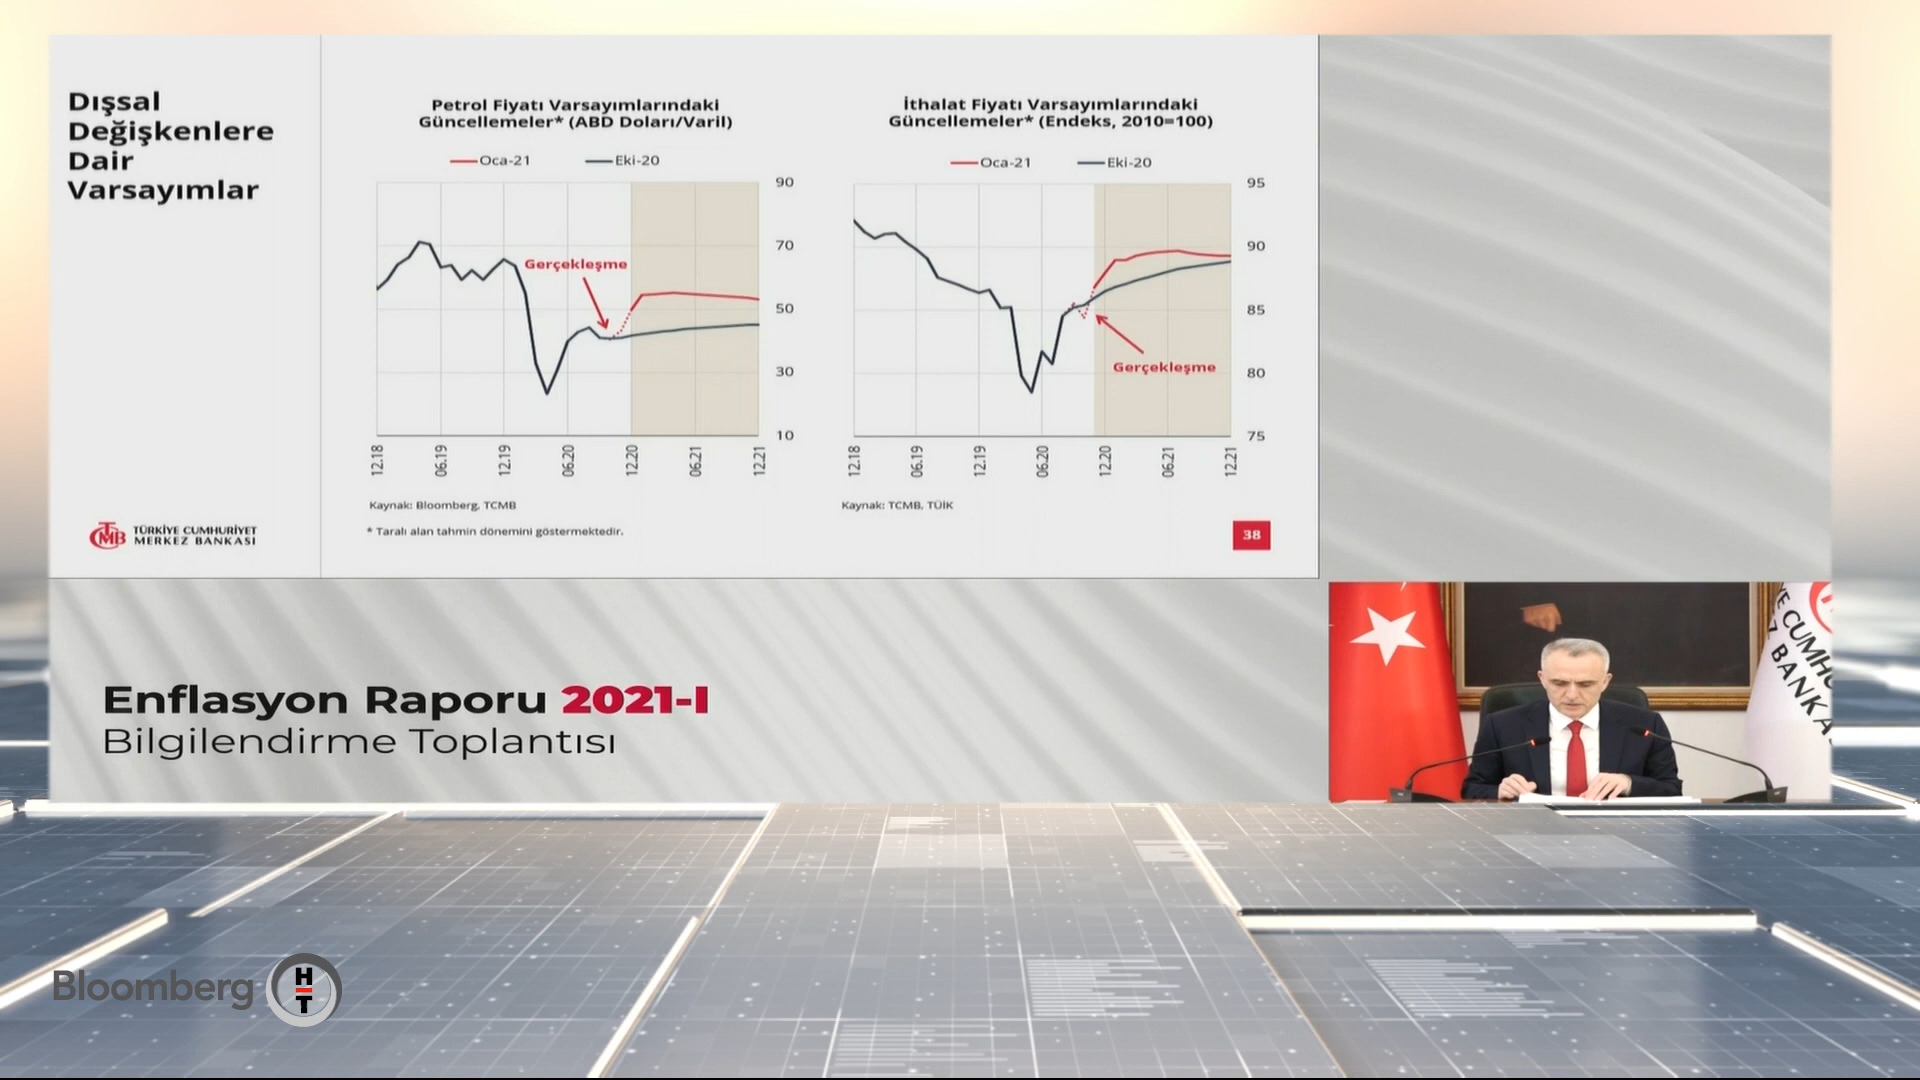 Dışsal
Değişkenlere
Dair
Varsayımlar
Petrol Fiyatı Varsayımlarındaki
Güncellemeler* (ABD Doları/Varil)
Oca-21 Eki-20
90
70
50
30
10
Gerçekleşme
12.18 06.19 12.19 06.20 12.20 06.21 12.21
Kaynak: Bloomberg, TCMB
* Taralı alan tahmin dönemini göstermektedir.
İthalat Fiyatı Varsayımlarındaki
Güncellemeler* (Endeks, 2010=100)
Oca-21 Eki-20
95
90
85
80
75
Gerçekleşme
12.18 06.19 12.19 06.20 12.20 06.21 12.21
Kaynak: TCMB, TÜİK
38
TCMB
TÜRKİYE CUMHURİYET
MERKEZ BANKASI
Enflasyon Raporu 2021-I
Bilgilendirme Toplantısı
YE CUMHU
Z BANKA
Bloomberg HT